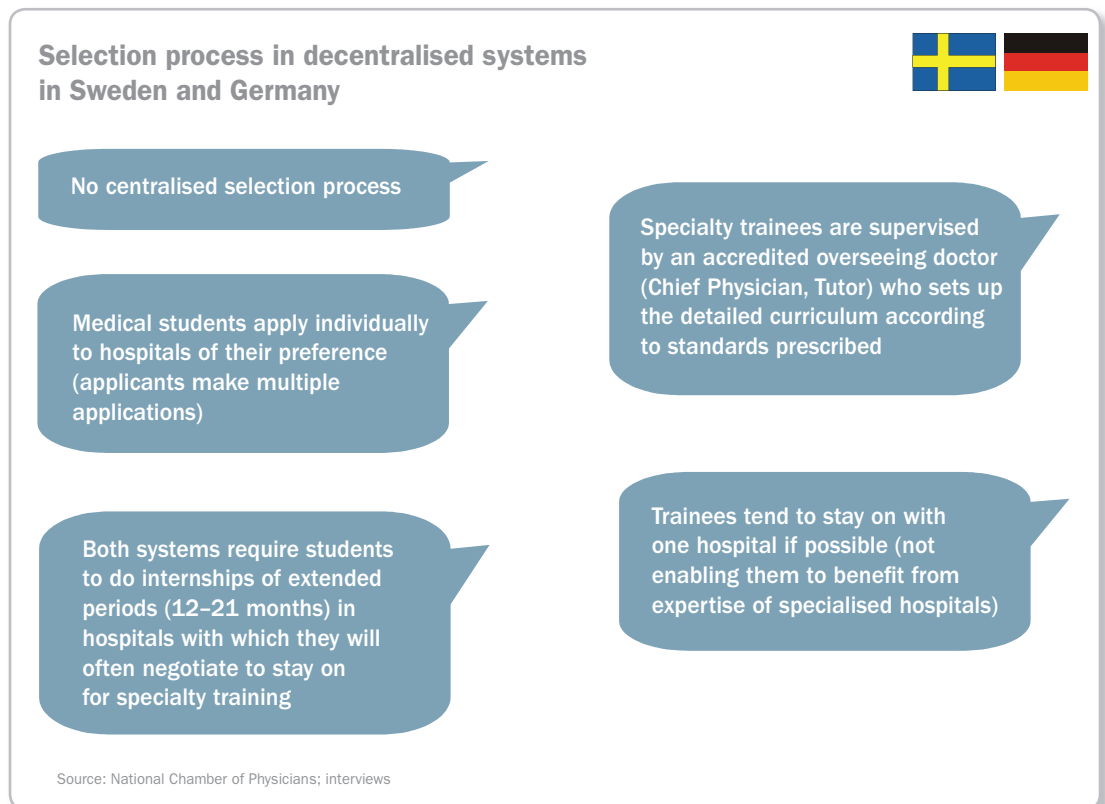 Selection process in decentralised systems
in Sweden and Germany
No centralised selection process
Medical students apply individually
to hospitals of their preference
(applicants make multiple
applications)
Both systems require students
to do internships of extended
periods (12–21 months) in
hospitals with which they will
often negotiate to stay on
for specialty training
Specialty trainees are supervised
by an accredited overseeing doctor
(Chief Physician, Tutor) who sets up
the detailed curriculum according
to standards prescribed
Trainees tend to stay on with
one hospital if possible (not
enabling them to benefit from
expertise of specialised hospitals)
Source: National Chamber of Physicians; interviews